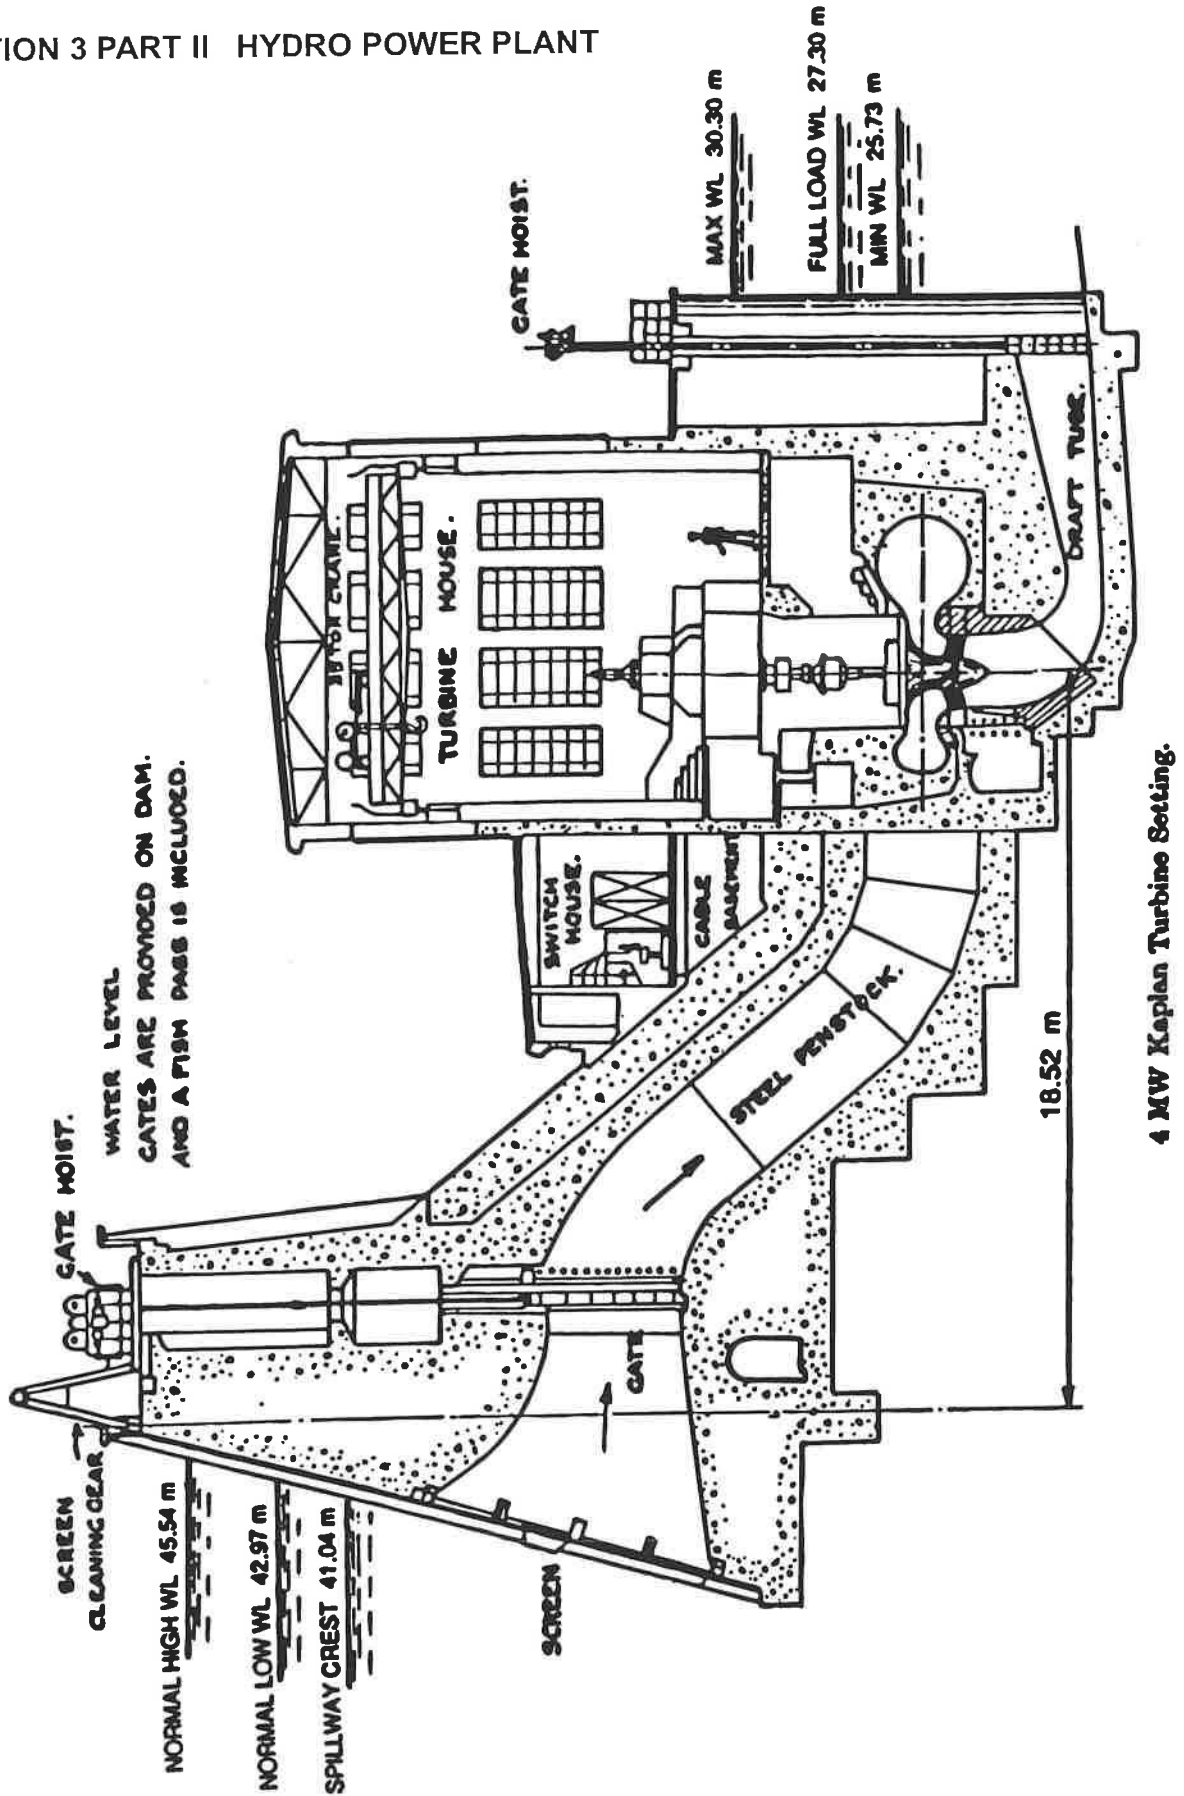 TION 3 PART II HYDRO POWER PLANT
SCREEN
CLEANING GEAR
GATE HOIST.
WATER LEVEL
GATES ARE PROVIDED ON DAM.
AND A FISH PASS IS INCLUDED.
NORMAL HIGH WL 45.54 m
NORMAL LOW WL 42.97 m
SPILLWAY CREST 41.04 m
SCREEN
GATE
STEEL PENSTOCK.
SWITCH
HOUSE.
CABLE
BASEMENT
TON CRANE.
TURBINE HOUSE.
GATE HOIST.
MAX WL 30.30 m
FULL LOAD WL 27.30 m
MIN WL 25.73 m
DRAFT TUBE.
18.52 m
4 MW Kaplan Turbine Setting.